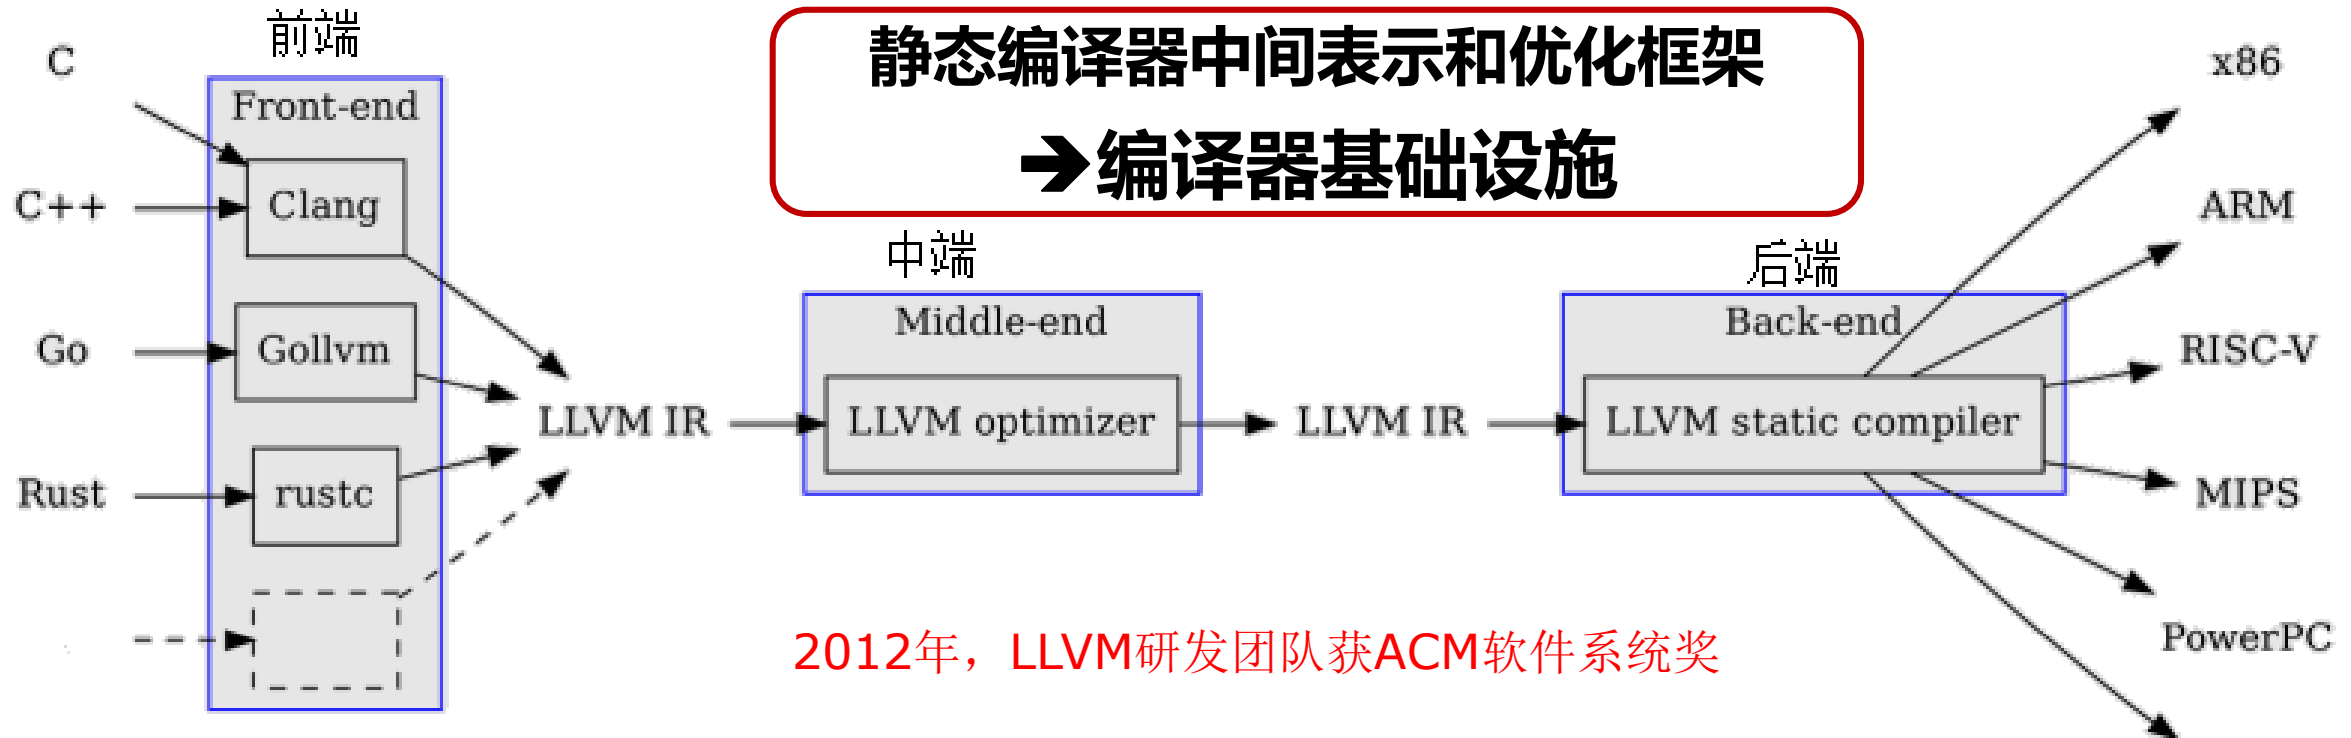 静态编译器中间表示和优化框架
➔编译器基础设施
前端
Front-end
C
C++
Go
Rust
Clang
Gollvm
rustc
LLVM IR
中端
Middle-end
LLVM optimizer
LLVM IR
后端
Back-end
LLVM static compiler
x86
ARM
RISC-V
MIPS
PowerPC
2012年，LLVM研发团队获ACM软件系统奖